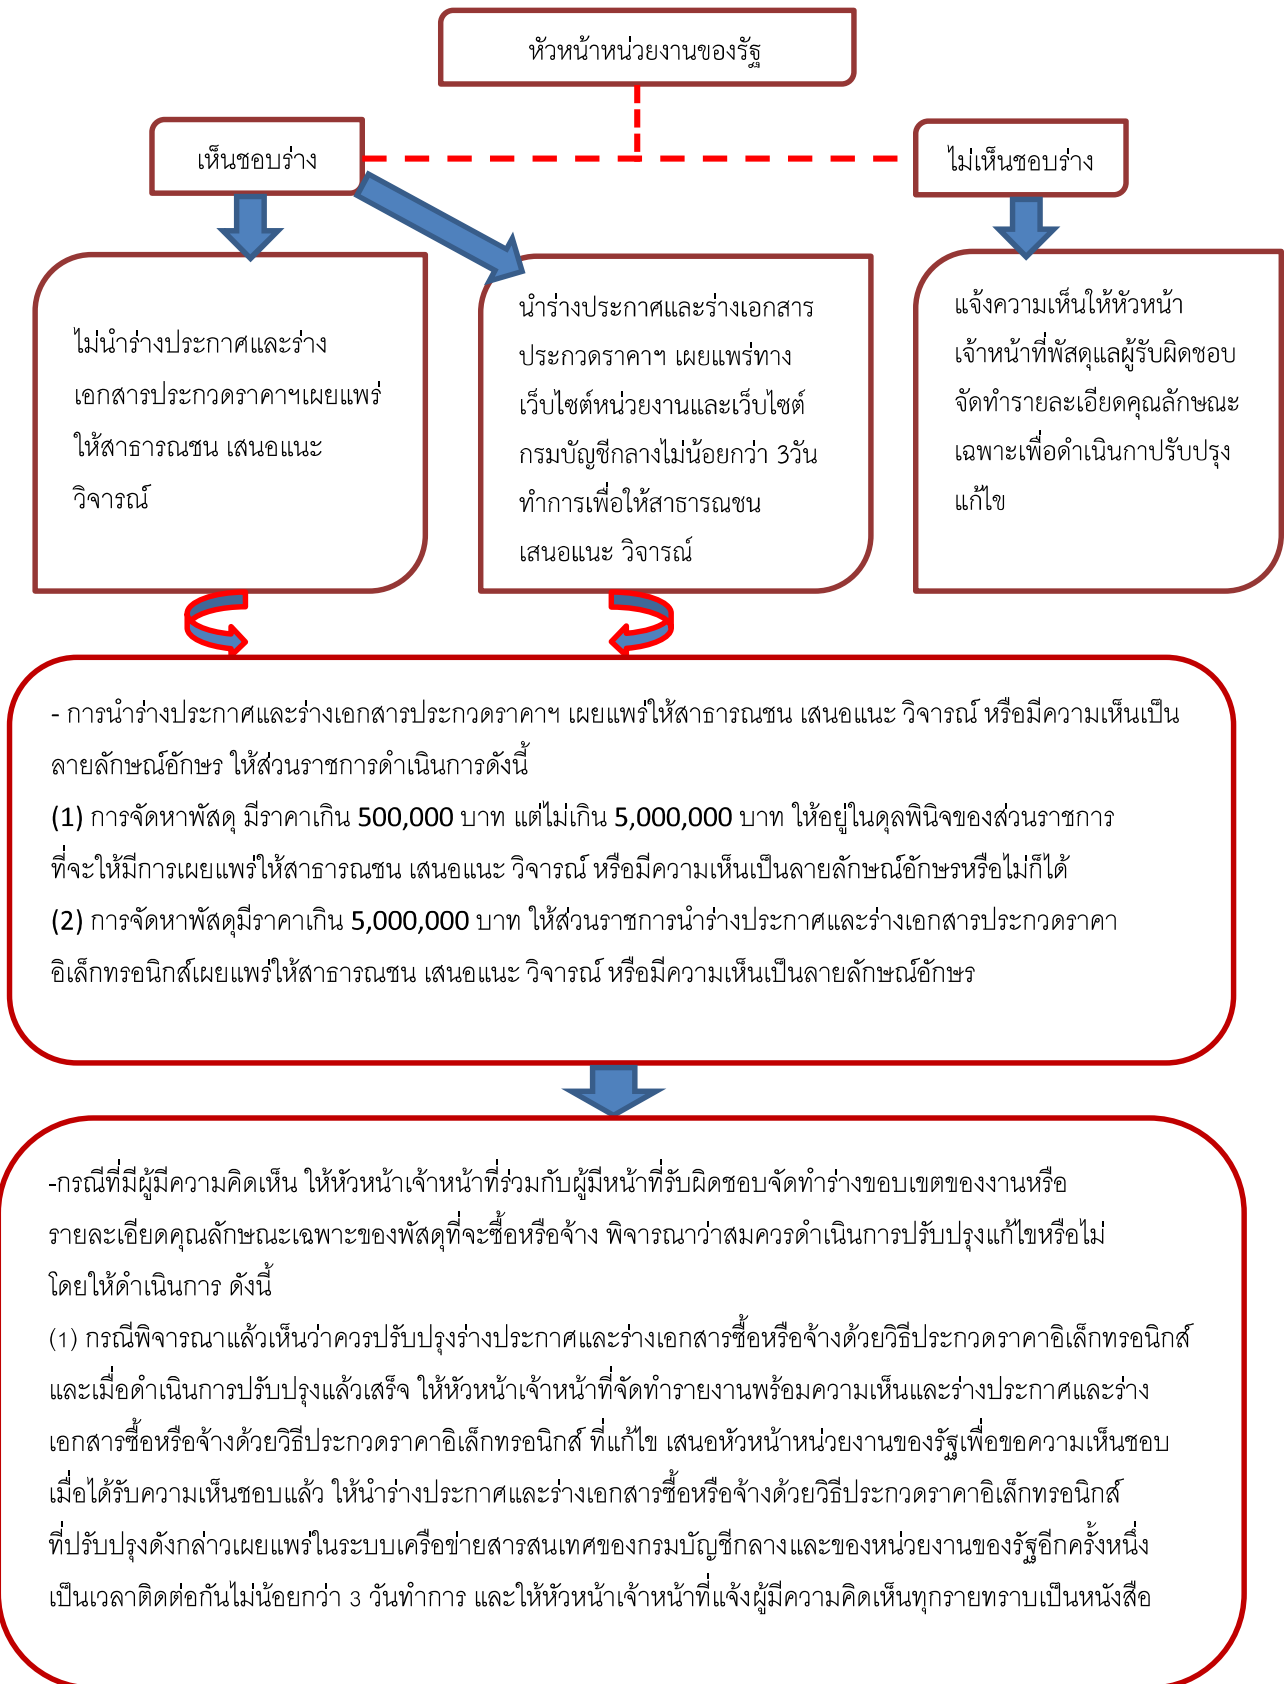 หัวหน้าหน่วยงานของรัฐ
เห็นชอบร่าง
ไม่เห็นชอบร่าง
ไม่นำร่างประกาศและร่าง
เอกสารประกวดราคาฯเผยแพร่
ให้สาธารณชน เสนอแนะ
วิจารณ์
นำร่างประกาศและร่างเอกสาร
ประกวดราคาฯ เผยแพร่ทาง
เว็บไซต์หน่วยงานและเว็บไซต์
กรมบัญชีกลางไม่น้อยกว่า 3วัน
ทำการเพื่อให้สาธารณชน
เสนอแนะ วิจารณ์
แจ้งความเห็นให้หัวหน้า
เจ้าหน้าที่พัสดุแลผู้รับผิดชอบ
จัดทำรายละเอียดคุณลักษณะ
เฉพาะเพื่อดำเนินกาปรับปรุง
แก้ไข
- การนำร่างประกาศและร่างเอกสารประกวดราคาฯ เผยแพร่ให้สาธารณชน เสนอแนะ วิจารณ์ หรือมีความเห็นเป็น
ลายลักษณ์อักษร ให้ส่วนราชการดำเนินการดังนี้
(1) การจัดหาพัสดุ มีราคาเกิน 500,000 บาท แต่ไม่เกิน 5,000,000 บาท ให้อยู่ในดุลพินิจของส่วนราชการ
ที่จะให้มีการเผยแพร่ให้สาธารณชน เสนอแนะ วิจารณ์ หรือมีความเห็นเป็นลายลักษณ์อักษรหรือไม่ก็ได้
(2) การจัดหาพัสดุมีราคาเกิน 5,000,000 บาท ให้ส่วนราชการนำร่างประกาศและร่างเอกสารประกวดราคา
อิเล็กทรอนิกส์เผยแพร่ให้สาธารณชน เสนอแนะ วิจารณ์ หรือมีความเห็นเป็นลายลักษณ์อักษร
-กรณีที่มีผู้มีความคิดเห็น ให้หัวหน้าเจ้าหน้าที่ร่วมกับผู้มีหน้าที่รับผิดชอบจัดทำร่างขอบเขตของงานหรือ
รายละเอียดคุณลักษณะเฉพาะของพัสดุที่จะซื้อหรือจ้าง พิจารณาว่าสมควรดำเนินการปรับปรุงแก้ไขหรือไม่
โดยให้ดำเนินการ ดังนี้
(1) กรณีพิจารณาแล้วเห็นว่าควรปรับปรุงร่างประกาศและร่างเอกสารซื้อหรือจ้างด้วยวิธีประกวดราคาอิเล็กทรอนิกส์
และเมื่อดำเนินการปรับปรุงแล้วเสร็จ ให้หัวหน้าเจ้าหน้าที่จัดทำรายงานพร้อมความเห็นและร่างประกาศและร่าง
เอกสารซื้อหรือจ้างด้วยวิธีประกวดราคาอิเล็กทรอนิกส์ ที่แก้ไข เสนอหัวหน้าหน่วยงานของรัฐเพื่อขอความเห็นชอบ
เมื่อได้รับความเห็นชอบแล้ว ให้นำร่างประกาศและร่างเอกสารซื้อหรือจ้างด้วยวิธีประกวดราคาอิเล็กทรอนิกส์
ที่ปรับปรุงดังกล่าวเผยแพร่ในระบบเครือข่ายสารสนเทศของกรมบัญชีกลางและของหน่วยงานของรัฐอีกครั้งหนึ่ง
เป็นเวลาติดต่อกันไม่น้อยกว่า 3 วันทำการ และให้หัวหน้าเจ้าหน้าที่แจ้งผู้มีความคิดเห็นทุกรายทราบเป็นหนังสือ